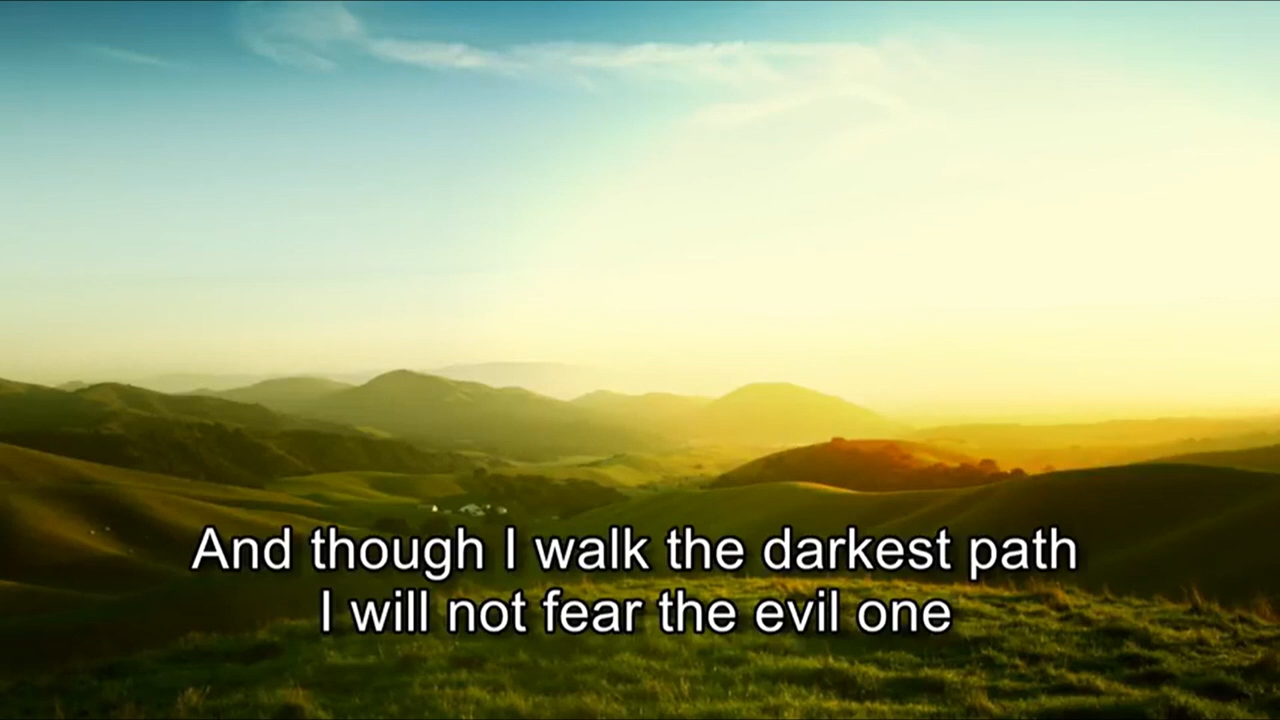 And though I walk the darkest path
I will not fear the evil one